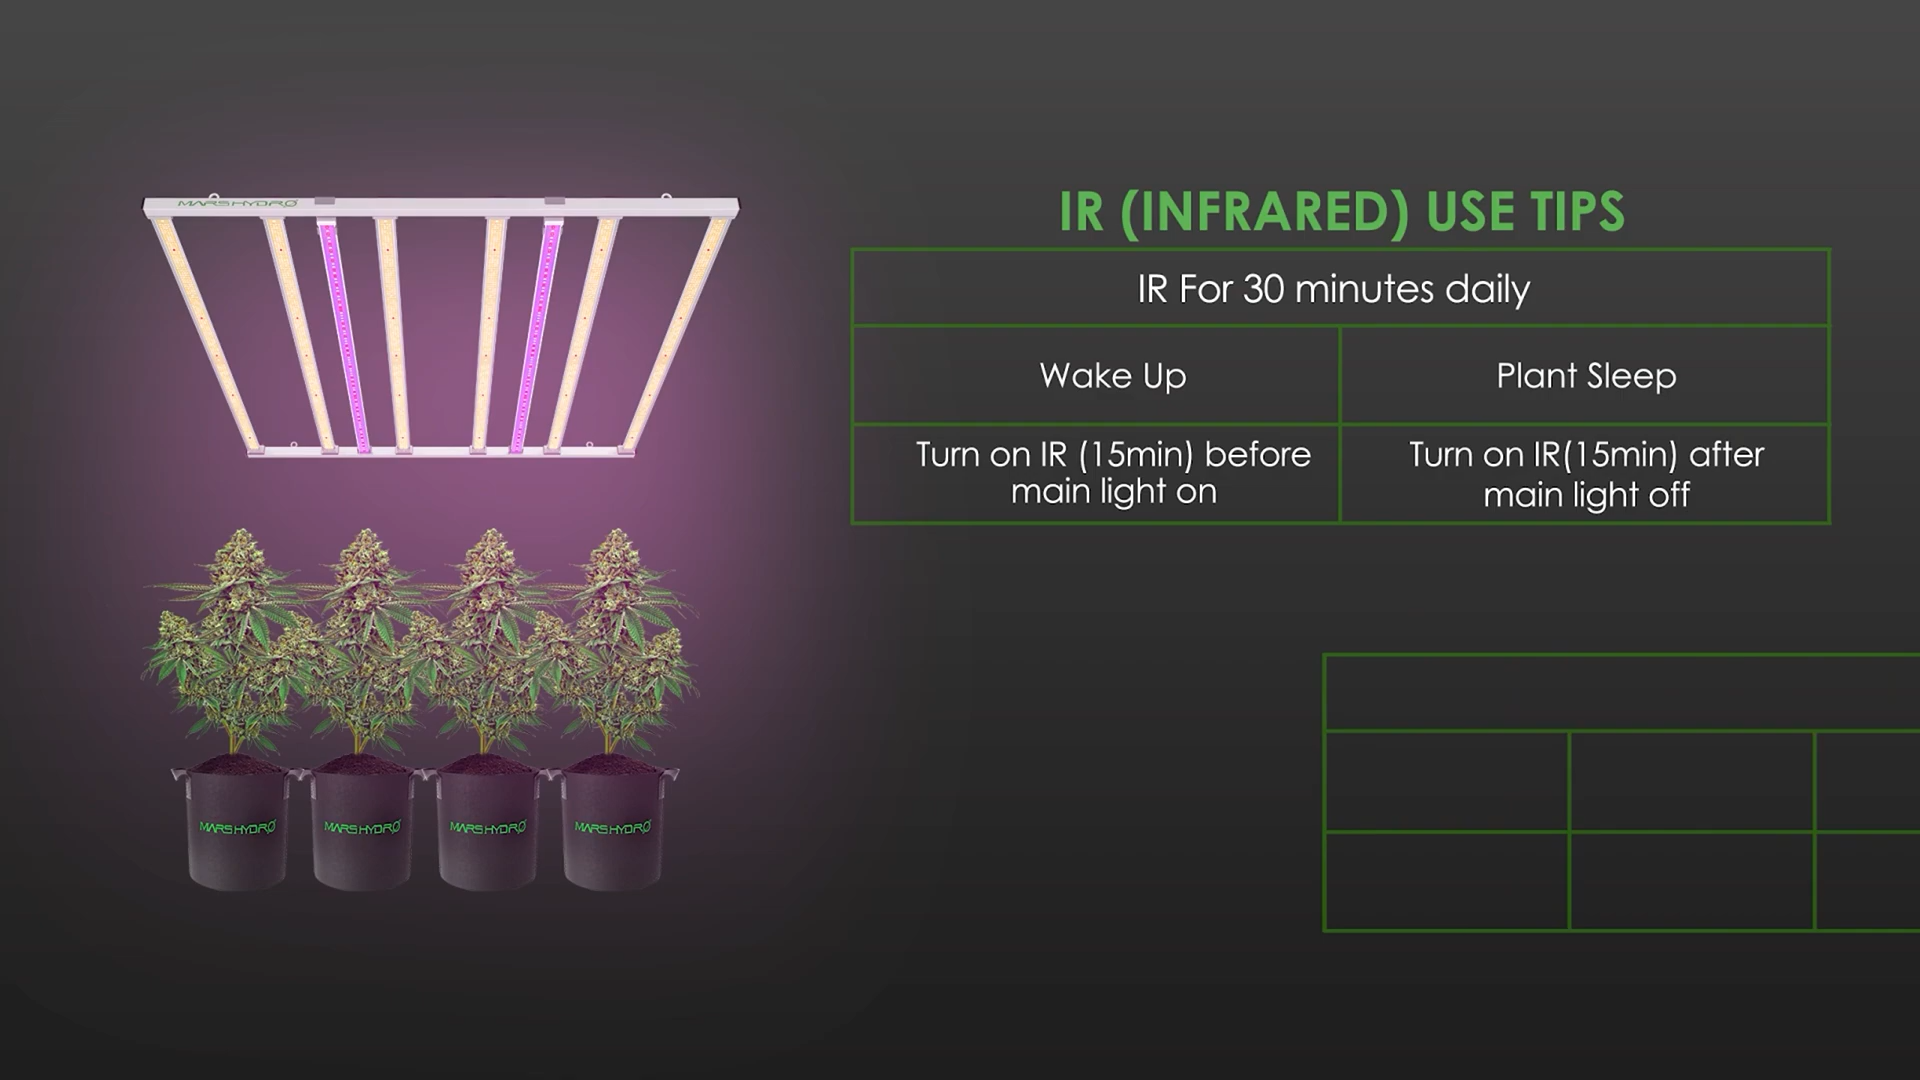 MARS HYDRO
IR (INFRARED) USE TIPS
IR For 30 minutes daily
Wake Up
Plant Sleep
Turn on IR (15min) before
main light on
Turn on IR(15min) after
main light off
MARS HYDRO
MARS HYDRO
MARS HYDRO
MARS HYDRO